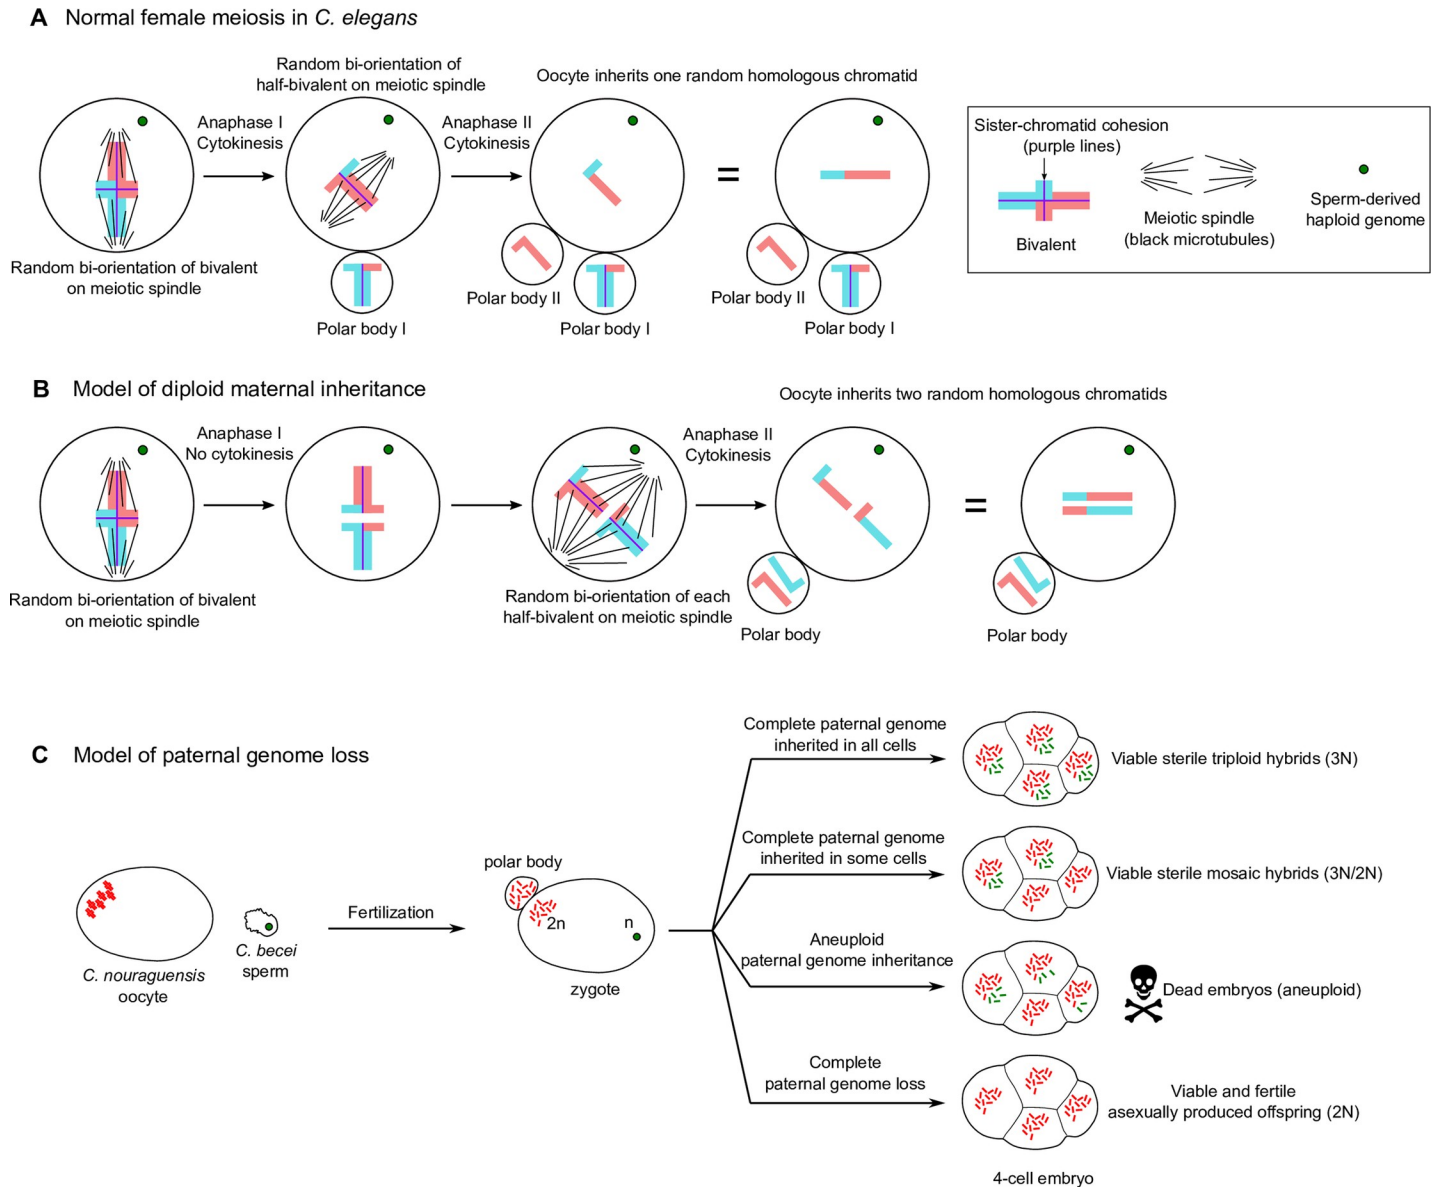 A Normal female meiosis in C. elegans
Random bi-orientation of
half-bivalent on meiotic spindle
Oocyte inherits one random homologous chromatid
Anaphase I
Cytokinesis
Anaphase II
Cytokinesis
=
Random bi-orientation of bivalent
on meiotic spindle
Polar body I
Polar body II
Polar body I
Polar body II
Polar body I
Sister-chromatid cohesion
(purple lines)
Bivalent
Meiotic spindle
(black microtubules)
Sperm-derived
haploid genome
B Model of diploid maternal inheritance
Oocyte inherits two random homologous chromatids
Anaphase I
No cytokinesis
Anaphase II
Cytokinesis
=
Random bi-orientation of bivalent
on meiotic spindle
Random bi-orientation of each
half-bivalent on meiotic spindle
Polar body
Polar body
C Model of paternal genome loss
C. nouraguensis
oocyte
C. becei
sperm
Fertilization
polar body
2n
n
zygote
Complete paternal genome
inherited in all cells
Viable sterile triploid hybrids (3N)
Complete paternal genome
inherited in some cells
Viable sterile mosaic hybrids (3N/2N)
Aneuploid
paternal genome inheritance
Dead embryos (aneuploid)
Complete
paternal genome loss
Viable and fertile
asexually produced offspring (2N)
4-cell embryo